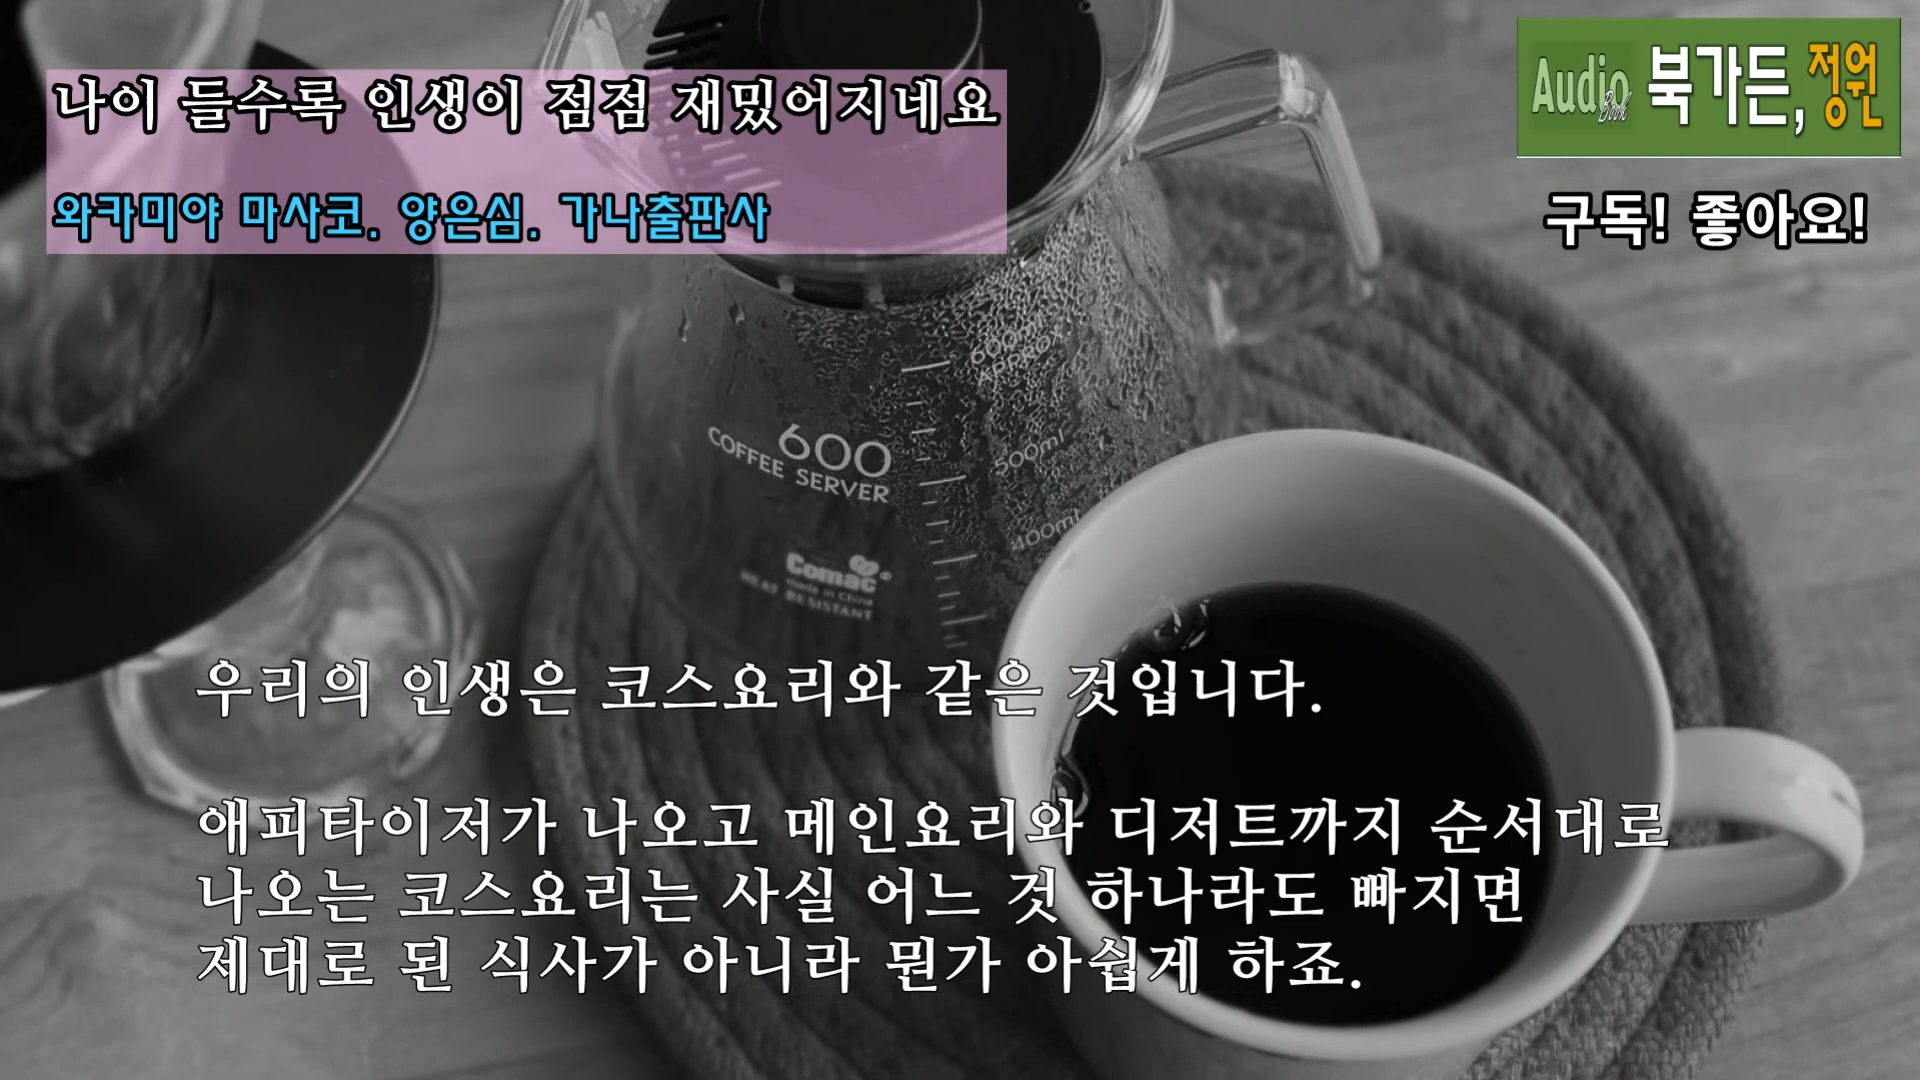 나이 들수록 인생이 점점 재밌어지네요
와카미야 마사코. 양은심. 가나출판사
Audio Book 북가든, 정원
구독! 좋아요!
600ml
APPROX
500ml
400ml
600
COFFEE SERVER
Comac
made in China
HEAT RESISTANT
우리의 인생은 코스요리와 같은 것입니다.
애피타이저가 나오고 메인요리와 디저트까지 순서대로
나오는 코스요리는 사실 어느 것 하나라도 빠지면
제대로 된 식사가 아니라 뭔가 아쉽게 하죠.